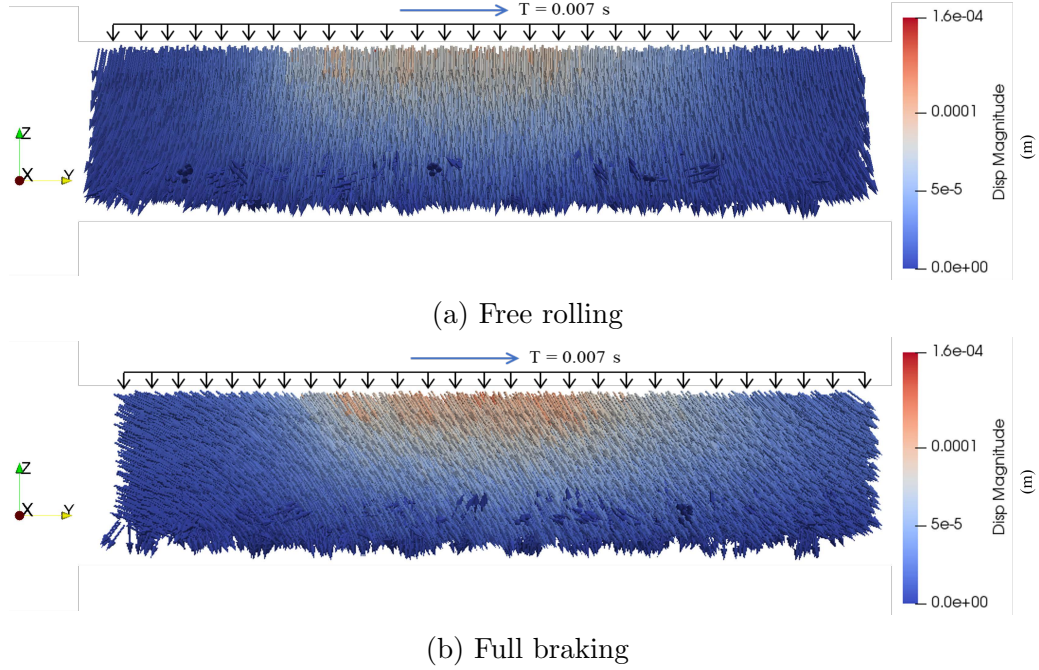 T = 0.007 s
1.6e-04
0.0001
5e-5
0.0e+00
Disp Magnitude
(m)
Z
X
Y
(a) Free rolling
T = 0.007 s
1.6e-04
0.0001
5e-5
0.0e+00
Disp Magnitude
(m)
Z
X
Y
(b) Full braking